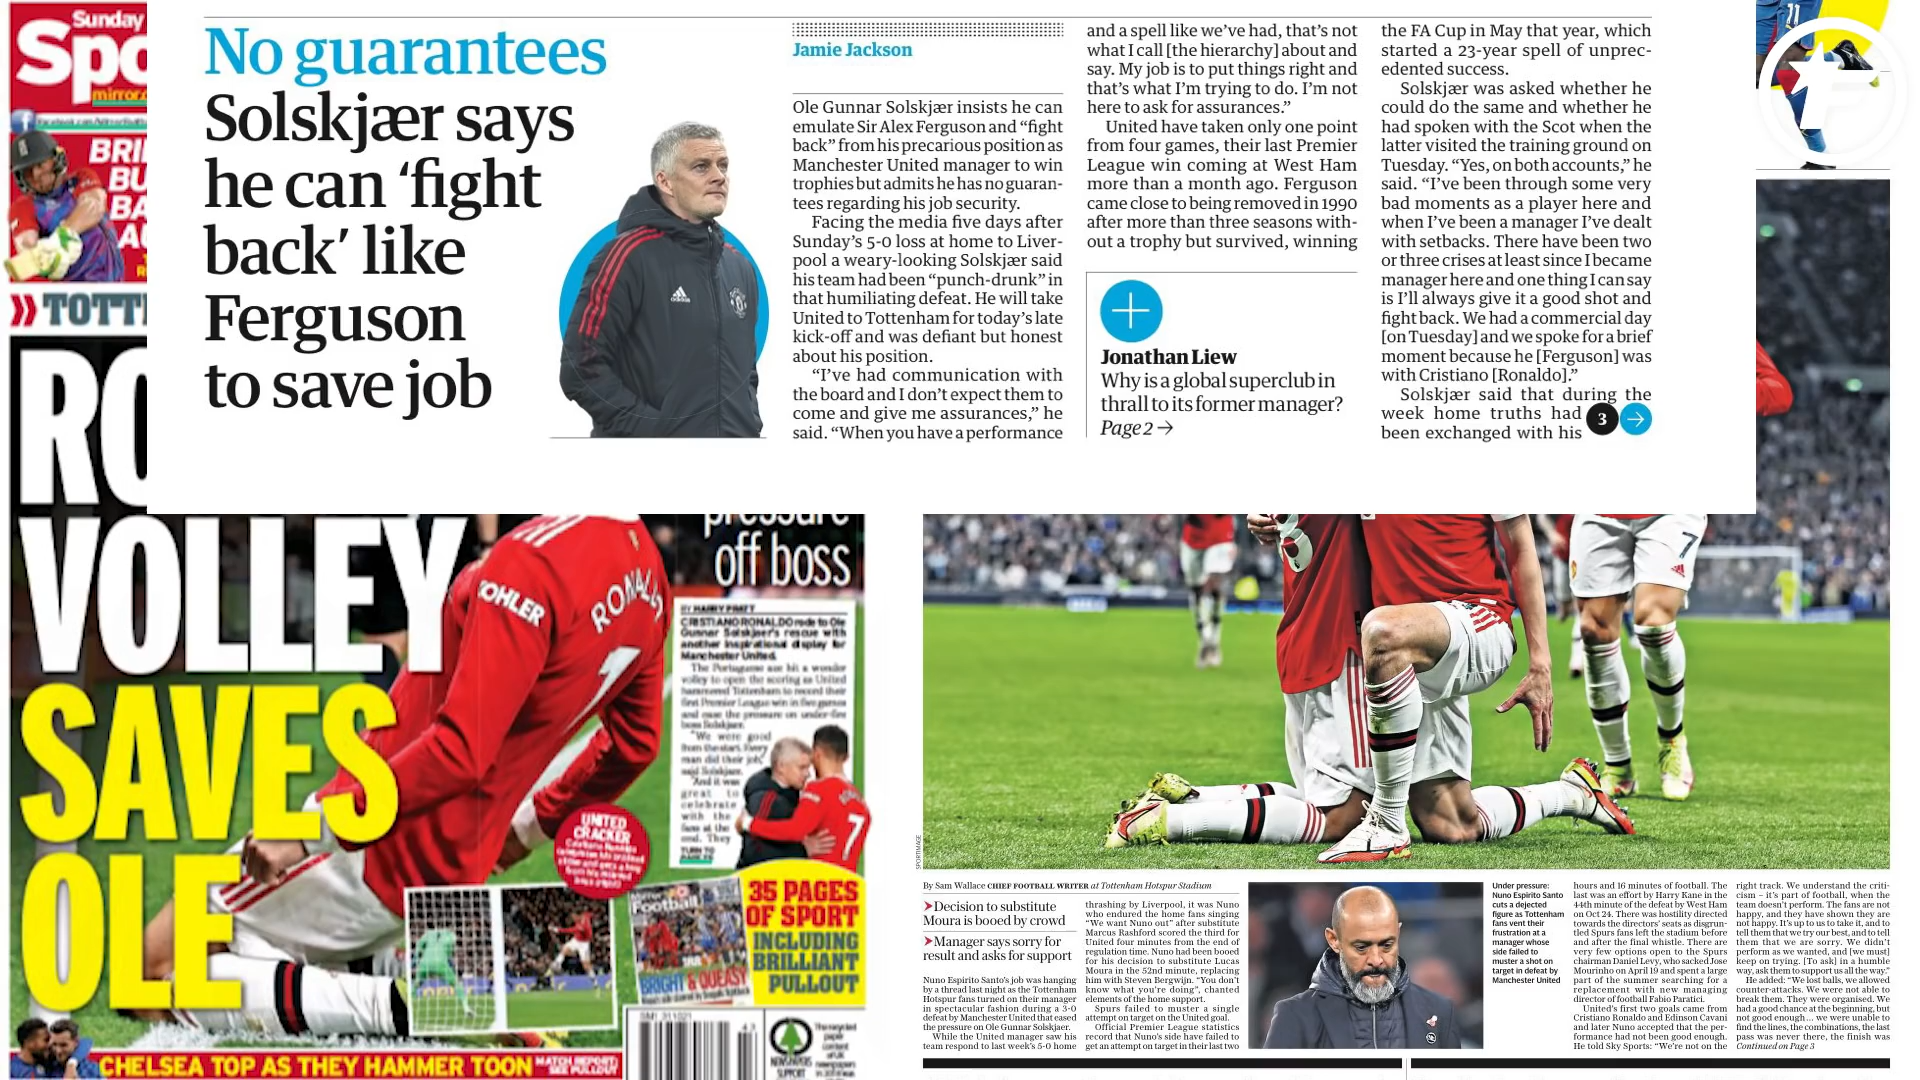 Sunday
Spo
mirror.c
BRI
BU
BA
A
No guarantees
Solskjær says
he can ‘fight
back’ like
Ferguson
to save job
Jamie Jackson
Ole Gunnar Solskjær insists he can
emulate Sir Alex Ferguson and “fight
back” from his precarious position as
Manchester United manager to win
trophies but admits he has no guaran-
tees regarding his job security.
Facing the media five days after
Sunday’s 5-0 loss at home to Liver-
pool a weary-looking Solskjær said
his team had been “punch-drunk” in
that humiliating defeat. He will take
United to Tottenham for today’s late
kick-off and was defiant but honest
about his position.
“I’ve had communication with
the board and I don’t expect them to
come and give me assurances,” he
said. “When you have a performance
and a spell like we’ve had, that’s not
what I call [the hierarchy] about and
say. My job is to put things right and
that’s what I’m trying to do. I’m not
here to ask for assurances.”
United have taken only one point
from four games, their last Premier
League win coming at West Ham
more than a month ago. Ferguson
came close to being removed in 1990
after more than three seasons with-
out a trophy but survived, winning
Jonathan Liew
Why is a global superclub in
thrall to its former manager?
Page 2 →
the FA Cup in May that year, which
started a 23-year spell of unprec-
edented success.
Solskjær was asked whether he
could do the same and whether he
had spoken with the Scot when the
latter visited the training ground on
Tuesday. “Yes, on both accounts,” he
said. “I’ve been through some very
bad moments as a player here and
when I’ve been a manager I’ve dealt
with setbacks. There have been two
or three crises at least since I became
manager here and one thing I can say
is I’ll always give it a good shot and
fight back. We had a commercial day
[on Tuesday] and we spoke for a brief
moment because he [Ferguson] was
with Cristiano [Ronaldo].”
Solskjær said that during the
week home truths had
been exchanged with his
3 →
11
F
» TOTT
RO
VOLLEY
SAVES
OLE
KOHLER
RONALD
7
pressure
off boss
BY HARRY PRATT
CRISTIANO RONALDO rode to Ole
Gunnar Solskjaer's rescue with
another inspirational display for
Manchester United.
The Portuguese ace hit a wonder
volley to open the scoring as United
hammered Tottenham to record their
first Premier League win in five games
and ease the pressure on under-fire
boss Solskjaer.
"We were good
from the start. Every
man did their job,"
said Solskjaer.
"And it was
great to
celebrate
with the
fans at the
end. They
7
UNITED
CRACKER
35 PAGES
OF SPORT
INCLUDING
BRILLIANT
PULLOUT
Football
BRIGHT & QUEASY
CHELSEA TOP AS THEY HAMMER TOON
MATCH REPORT:
SEE PULLOUT
NEWSPAPERS
SUPPORT
7
SPORTIMAGE
By Sam Wallace CHIEF FOOTBALL WRITER at Tottenham Hotspur Stadium
➤Decision to substitute
Moura is booed by crowd
➤Manager says sorry for
result and asks for support
Nuno Espirito Santo’s job was hanging
by a thread last night as the Tottenham
Hotspur fans turned on their manager
in spectacular fashion during a 3-0
defeat by Manchester United that eased
the pressure on Ole Gunnar Solskjaer.
While the United manager saw his
team respond to last week’s 5-0 home
thrashing by Liverpool, it was Nuno
who endured the home fans singing
“We want Nuno out” after substitute
Marcus Rashford scored the third for
United four minutes from the end of
regulation time. Nuno had been booed
for his decision to substitute Lucas
Moura in the 52nd minute, replacing
him with Steven Bergwijn. “You don’t
know what you’re doing”, chanted
elements of the home support.
Spurs failed to muster a single
attempt on target on the United goal.
Official Premier League statistics
record that Nuno’s side have failed to
get an attempt on target in their last two
Under pressure:
Nuno Espirito Santo
cuts a dejected
figure as Tottenham
fans vent their
frustration at a
manager whose
side failed to
muster a shot on
target in defeat by
Manchester United
hours and 16 minutes of football. The
last was an effort by Harry Kane in the
44th minute of the defeat by West Ham
on Oct 24. There was hostility directed
towards the directors’ seats as disgrun-
tled Spurs fans left the stadium before
and after the final whistle. There are
very few options open to the Spurs
chairman Daniel Levy, who sacked Jose
Mourinho on April 19 and spent a large
part of the summer searching for a
replacement with new managing
director of football Fabio Paratici.
United’s first two goals came from
Cristiano Ronaldo and Edinson Cavani
and later Nuno accepted that the per-
formance had not been good enough.
He told Sky Sports: “We’re not on the
right track. We understand the criti-
cism – it’s part of football, when the
team doesn’t perform. The fans are not
happy, and they have shown they are
not happy. It’s up to us to take it, and to
tell them that we try our best, and to tell
them that we are sorry. We didn’t
perform as we wanted, and [we must]
keep on trying. [To ask] in a humble
way, ask them to support us all the way.”
He added: “We lost balls, we allowed
counter-attacks. We were not able to
break them. They were organised. We
had a good chance at the beginning, but
not good enough... we were unable to
find the lines, the combinations, the last
pass was never there, the finish was
Continued on Page 3